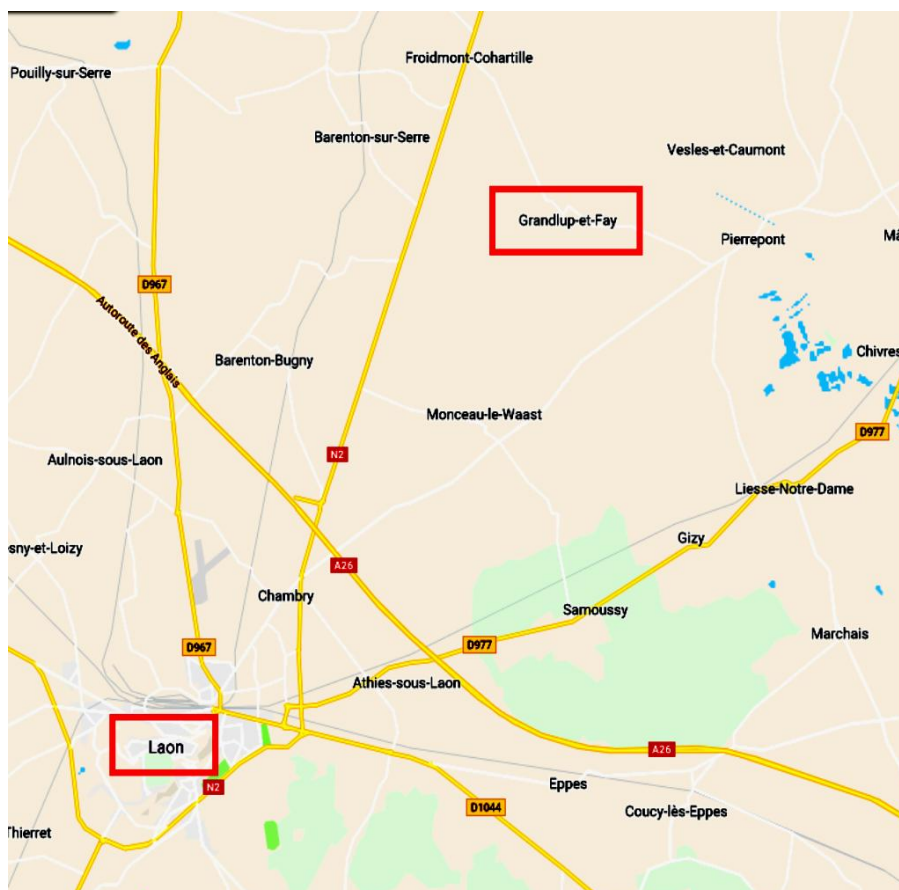 Froidmont-Cohartille
Pouilly-sur-Serre
Barenton-sur-Serre
Vesles-et-Caumont
Grandlup-et-Fay
Pierrepont
D967
Autoroute des Anglais
Chivres
Barenton-Bugny
Monceau-le-Waast
D977
N2
Aulnois-sous-Laon
Liesse-Notre-Dame
Gizy
esny-et-Loizy
A26
Chambry
Samoussy
Marchais
D967
D977
Athies-sous-Laon
Laon
A26
Eppes
N2
D1044
Coucy-lès-Eppes
Thierret